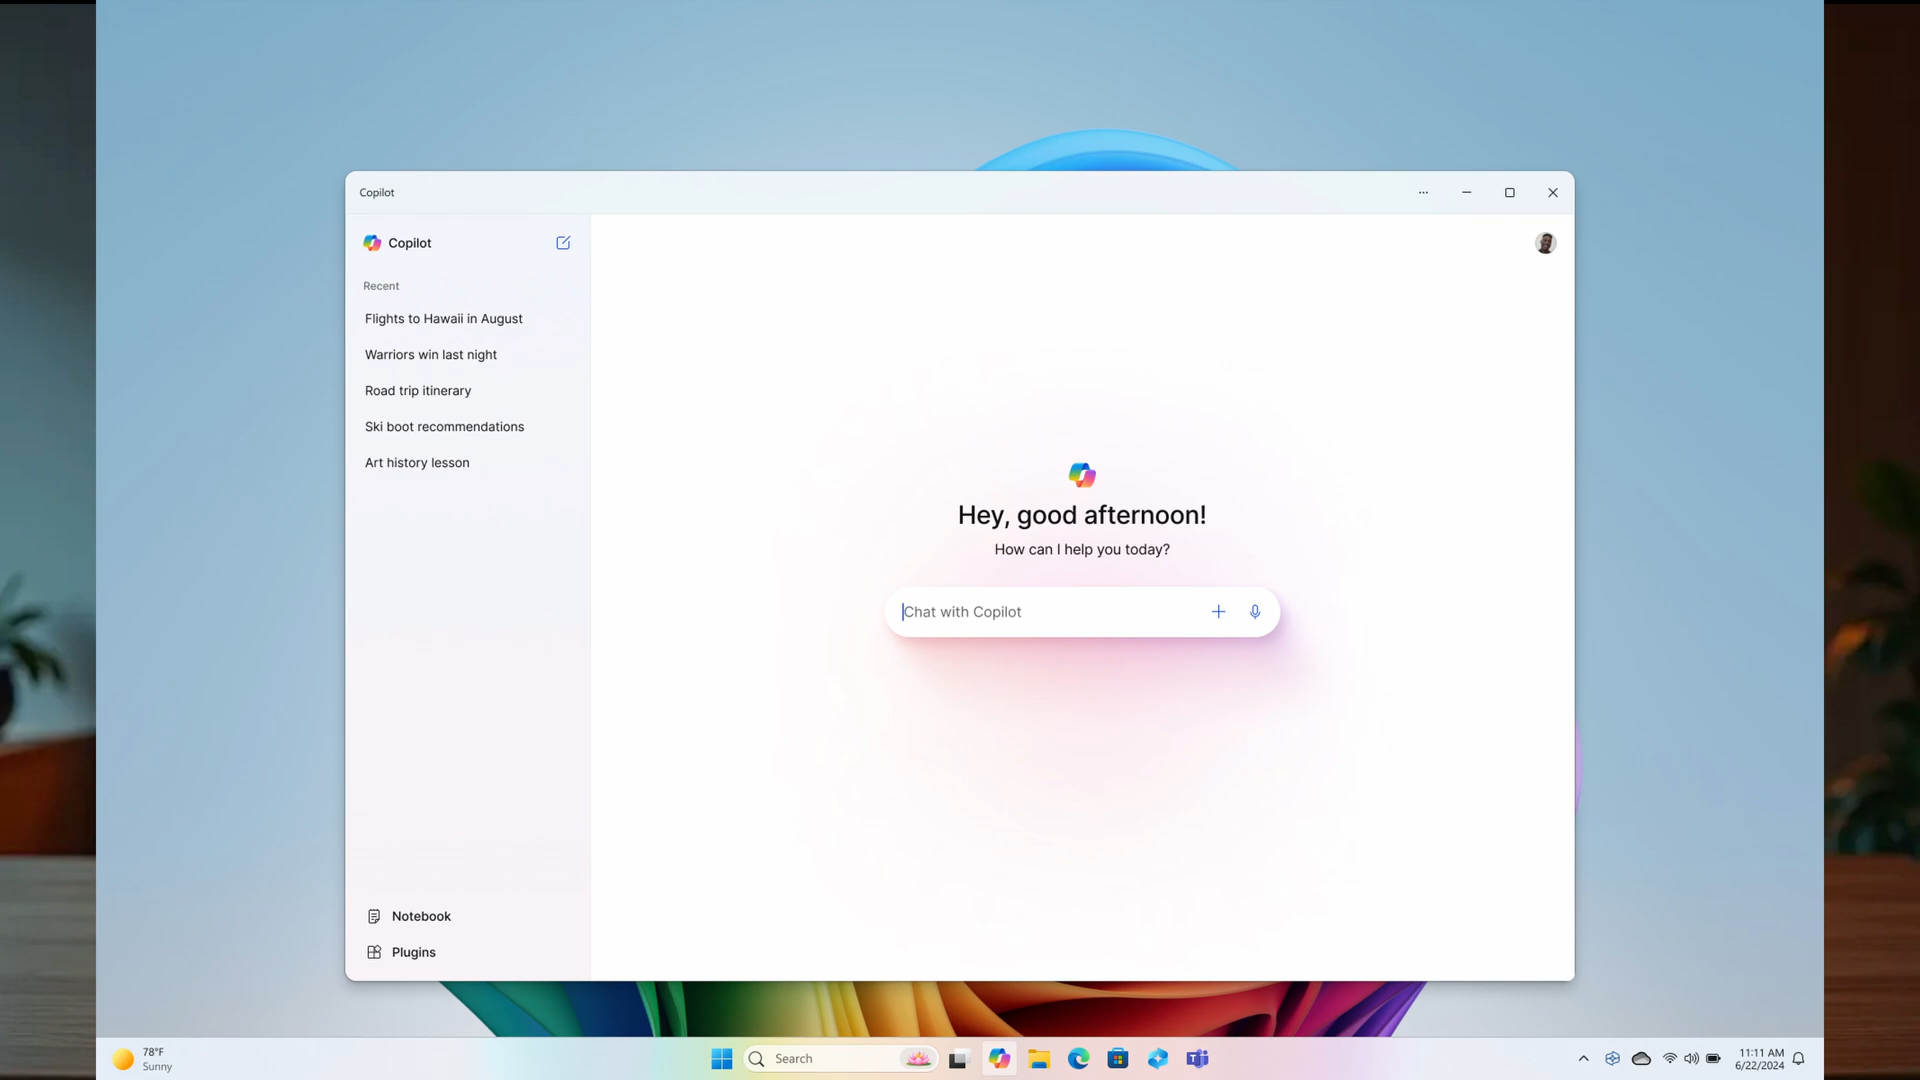 Copilot
Copilot
Recent
Flights to Hawaii in August
Warriors win last night
Road trip itinerary
Ski boot recommendations
Art history lesson
Notebook
Plugins
Hey, good afternoon!
How can I help you today?
Chat with Copilot
78°F
Sunny
Search
11:11 AM
6/22/2024